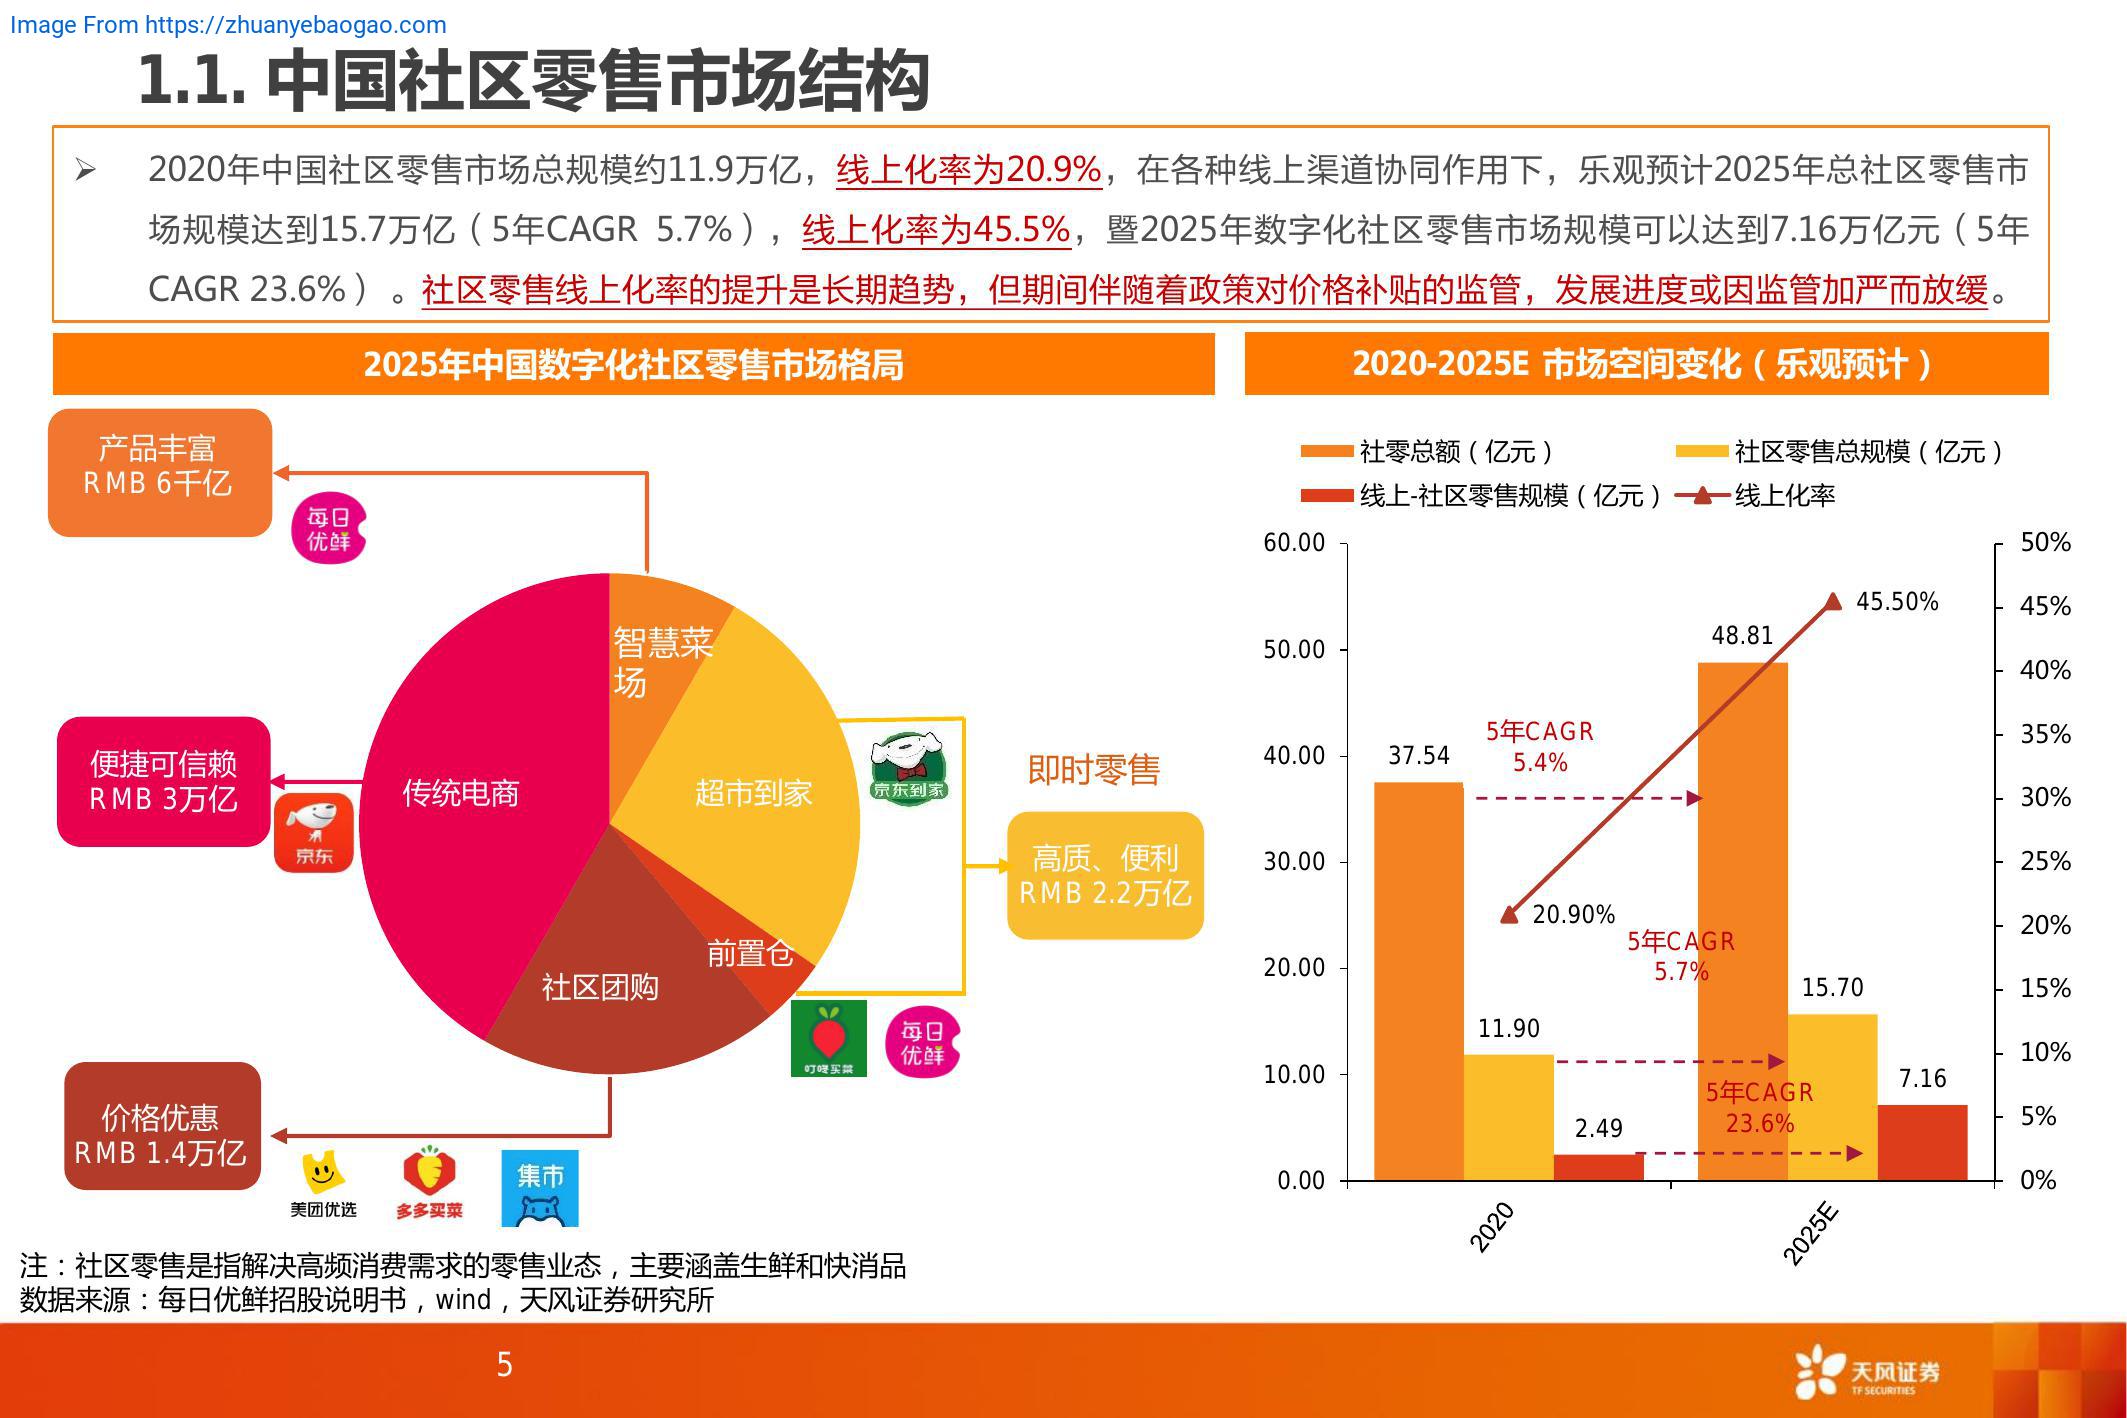 Image From https://zhuanyebaogao.com
1.1. 中国社区零售市场结构
➢ 2020年中国社区零售市场总规模约11.9万亿，线上化率为20.9%，在各种线上渠道协同作用下，乐观预计2025年总社区零售市
场规模达到15.7万亿（5年CAGR 5.7%），线上化率为45.5%，暨2025年数字化社区零售市场规模可以达到7.16万亿元（5年
CAGR 23.6%）。社区零售线上化率的提升是长期趋势，但期间伴随着政策对价格补贴的监管，发展进度或因监管加严而放缓。
2025年中国数字化社区零售市场格局
产品丰富
RMB 6千亿
每日
优鲜
智慧菜
场
超市到家
传统电商
前置仓
社区团购
便捷可信赖
RMB 3万亿
京东
京东到家
即时零售
高质、便利
RMB 2.2万亿
叮咚买菜
每日
优鲜
价格优惠
RMB 1.4万亿
美团优选
多多买菜
集市
2020-2025E 市场空间变化（乐观预计）
社零总额（亿元）
社区零售总规模（亿元）
线上-社区零售规模（亿元）
线上化率
60.00
50.00
40.00
30.00
20.00
10.00
0.00
50%
45%
40%
35%
30%
25%
20%
15%
10%
5%
0%
37.54
11.90
2.49
48.81
15.70
7.16
20.90%
45.50%
5年CAGR
5.4%
5年CAGR
5.7%
5年CAGR
23.6%
2020
2025E
注：社区零售是指解决高频消费需求的零售业态，主要涵盖生鲜和快消品
数据来源：每日优鲜招股说明书，wind，天风证券研究所
5
天风证券
TF SECURITIES